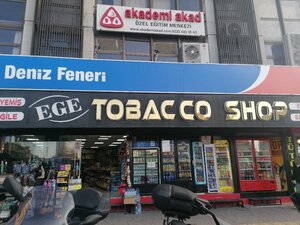 akademi akad
ÖZEL EĞİTİM MERKEZİ
Deniz Feneri
EGE TOBACCO SHOP